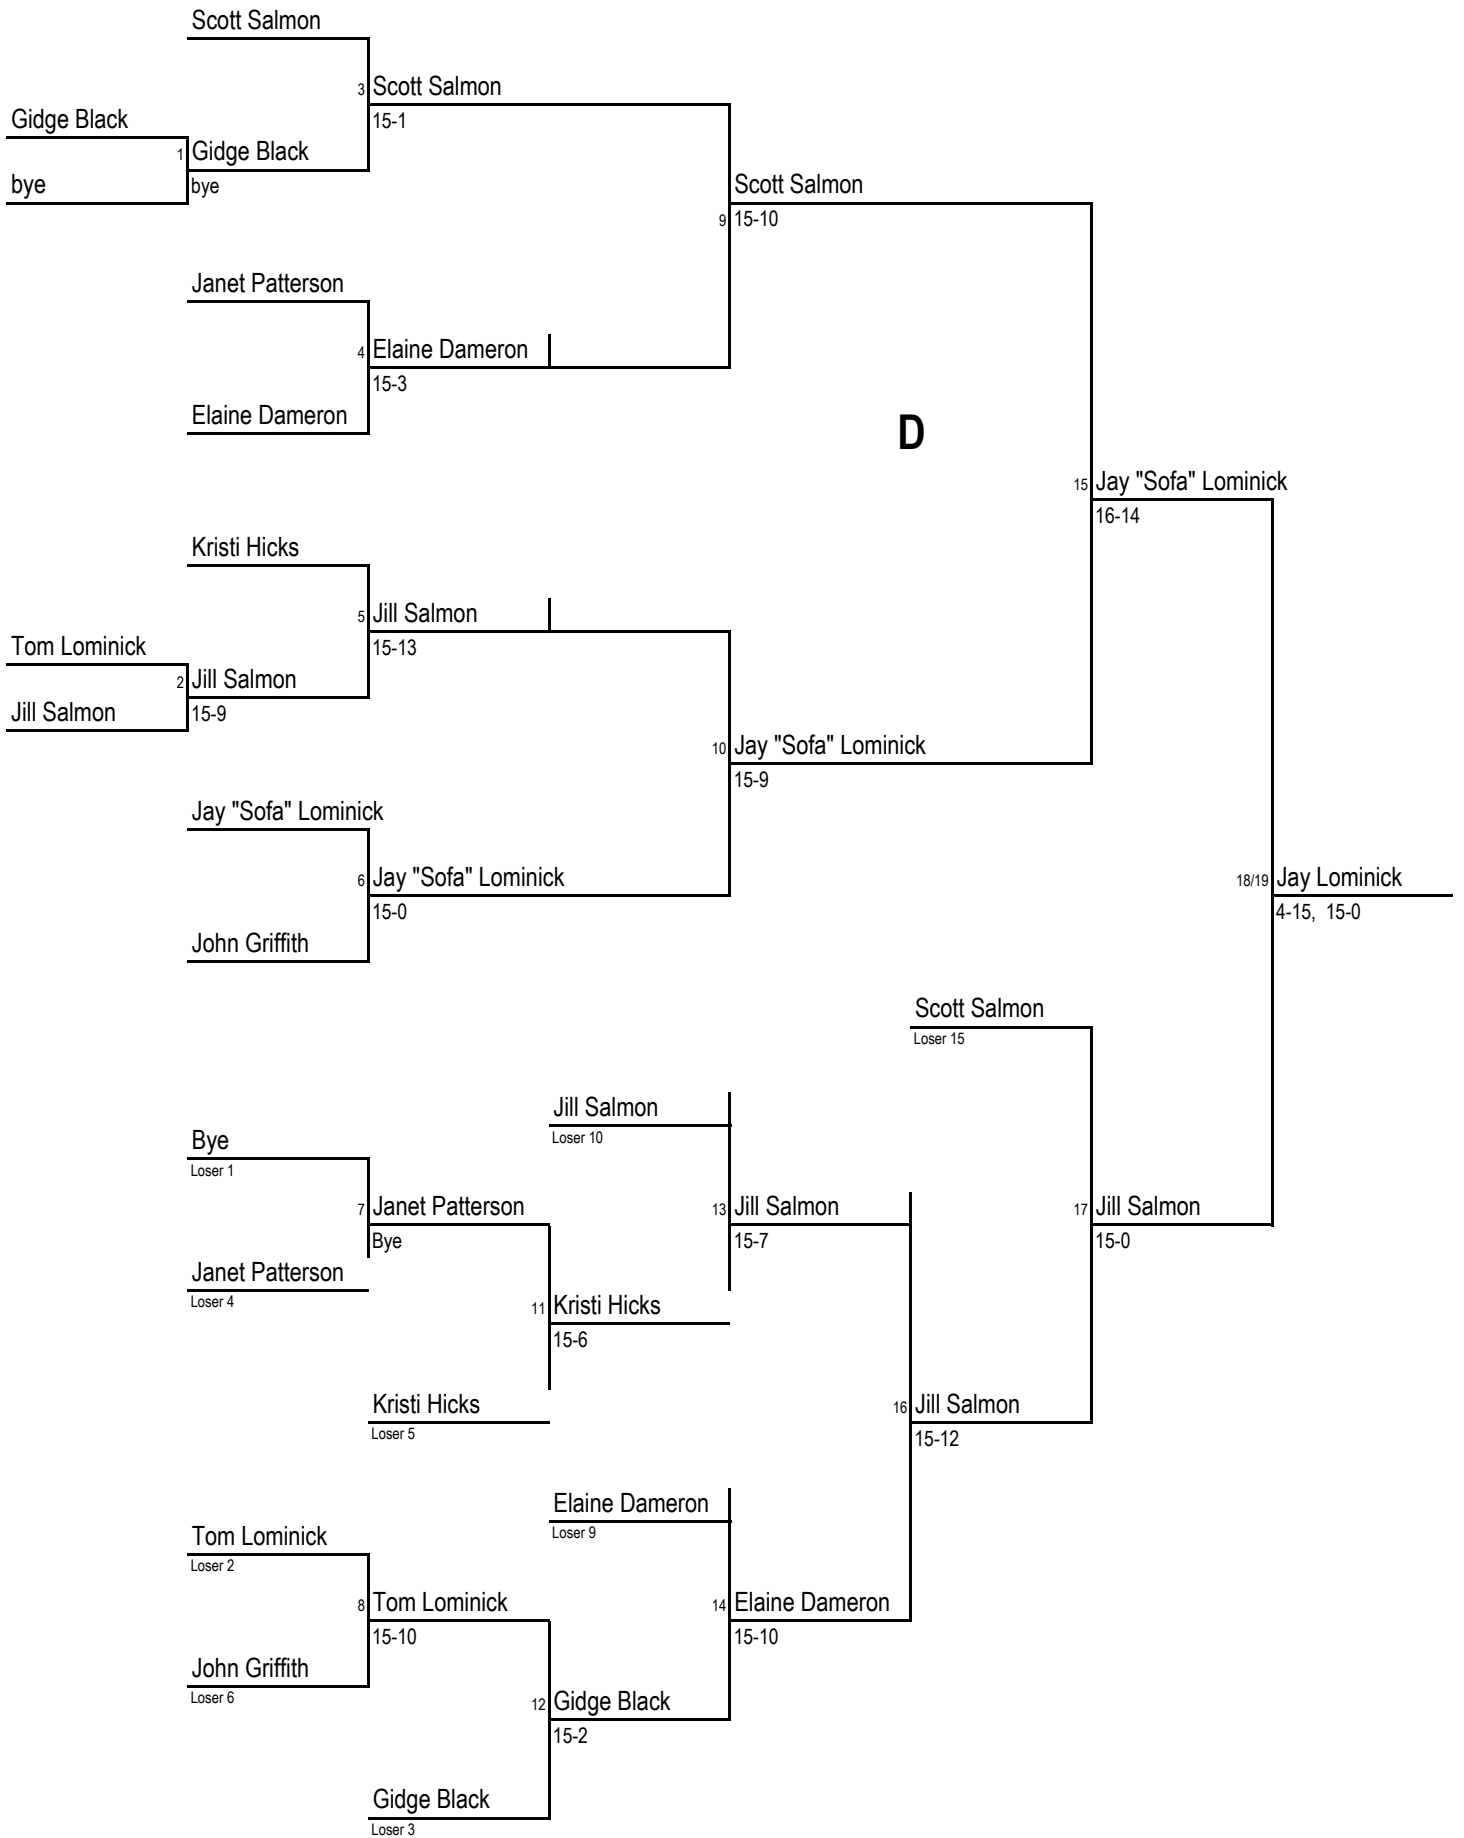 Scott Salmon
3 Scott Salmon
15-1
Gidge Black
1 Gidge Black
bye
bye
Scott Salmon
9 15-10
Janet Patterson
4 Elaine Dameron
15-3
Elaine Dameron
D
15 Jay "Sofa" Lominick
16-14
Kristi Hicks
5 Jill Salmon
15-13
Tom Lominick
2 Jill Salmon
15-9
Jill Salmon
10 Jay "Sofa" Lominick
15-9
Jay "Sofa" Lominick
6 Jay "Sofa" Lominick
15-0
John Griffith
18/19 Jay Lominick
4-15, 15-0
Scott Salmon
Loser 15
Jill Salmon
Loser 10
Bye
Loser 1
7 Janet Patterson
Bye
Janet Patterson
Loser 4
13 Jill Salmon
15-7
17 Jill Salmon
15-0
11 Kristi Hicks
15-6
Kristi Hicks
Loser 5
16 Jill Salmon
15-12
Elaine Dameron
Loser 9
Tom Lominick
Loser 2
8 Tom Lominick
15-10
John Griffith
Loser 6
14 Elaine Dameron
15-10
12 Gidge Black
15-2
Gidge Black
Loser 3